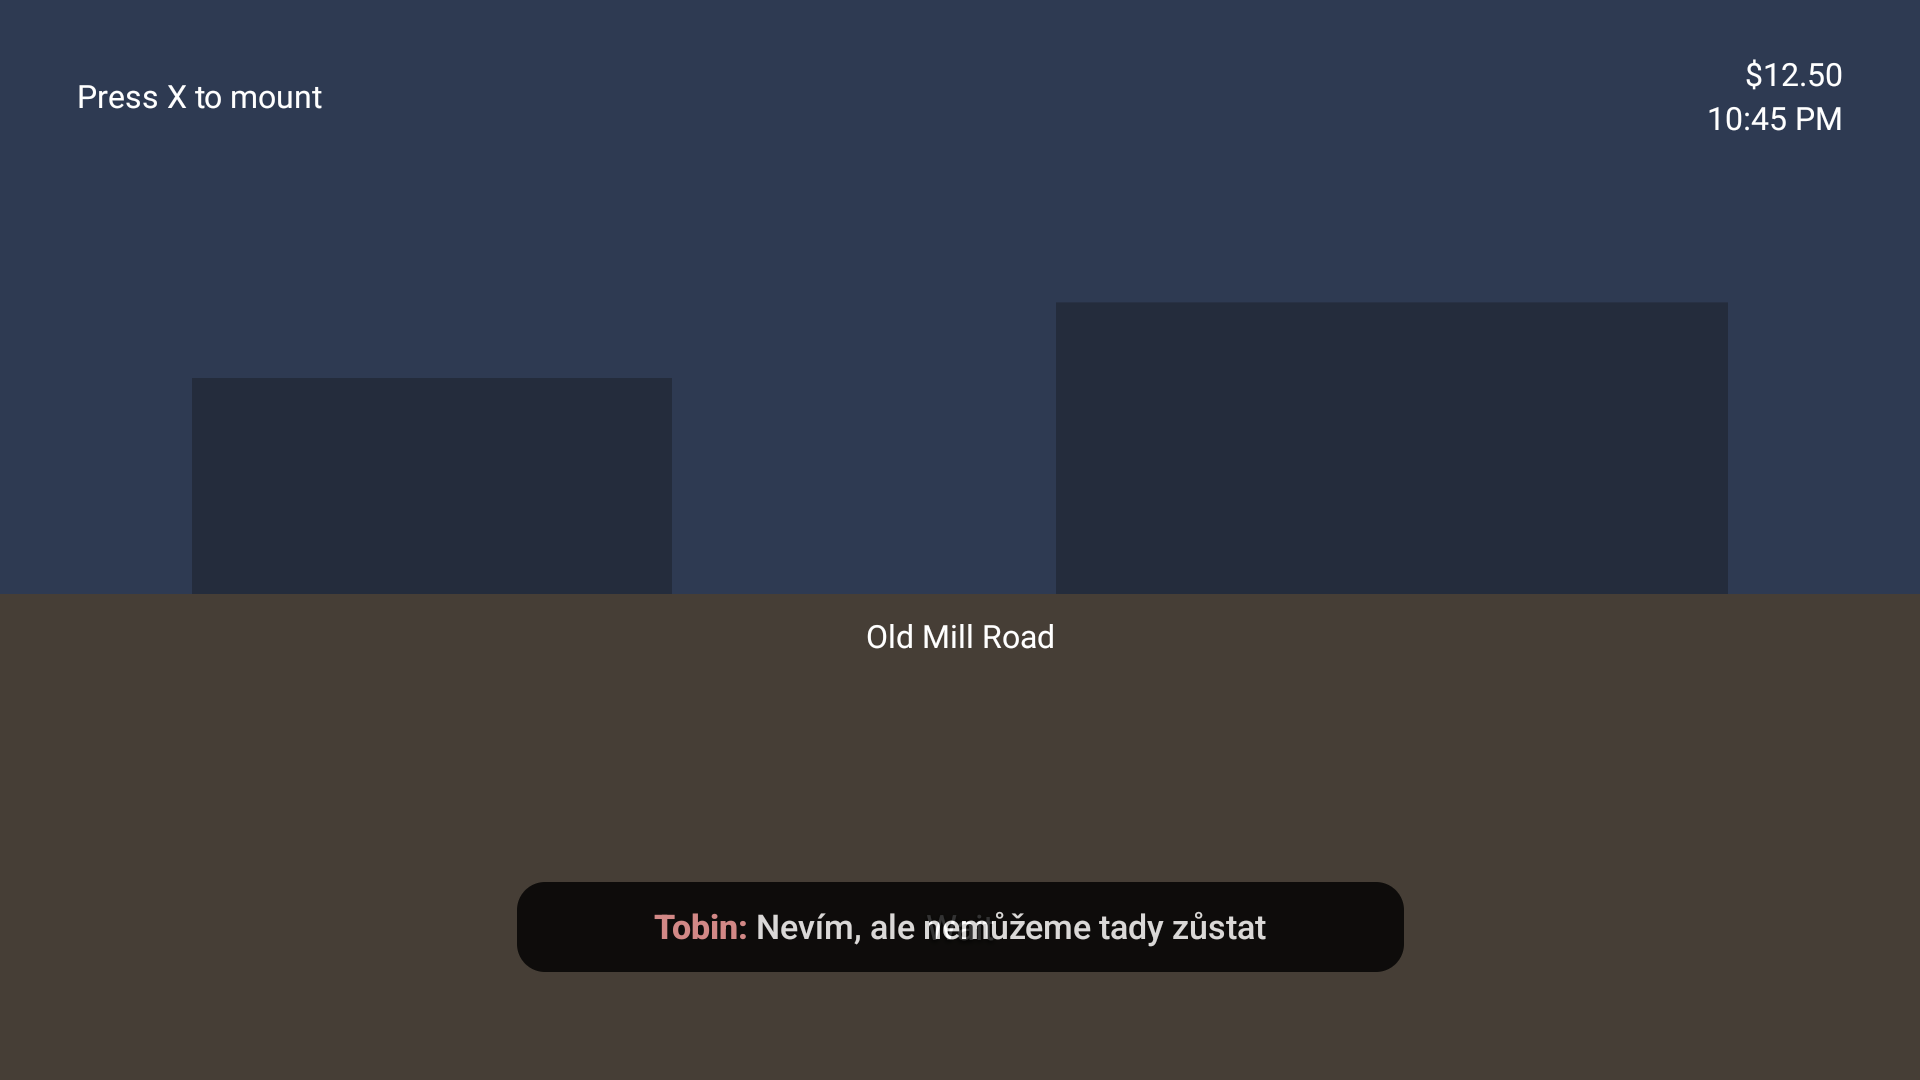 Press X to mount
$12.50
10:45 PM
Old Mill Road
Tobin: Nevím, ale nemůžeme tady zůstat